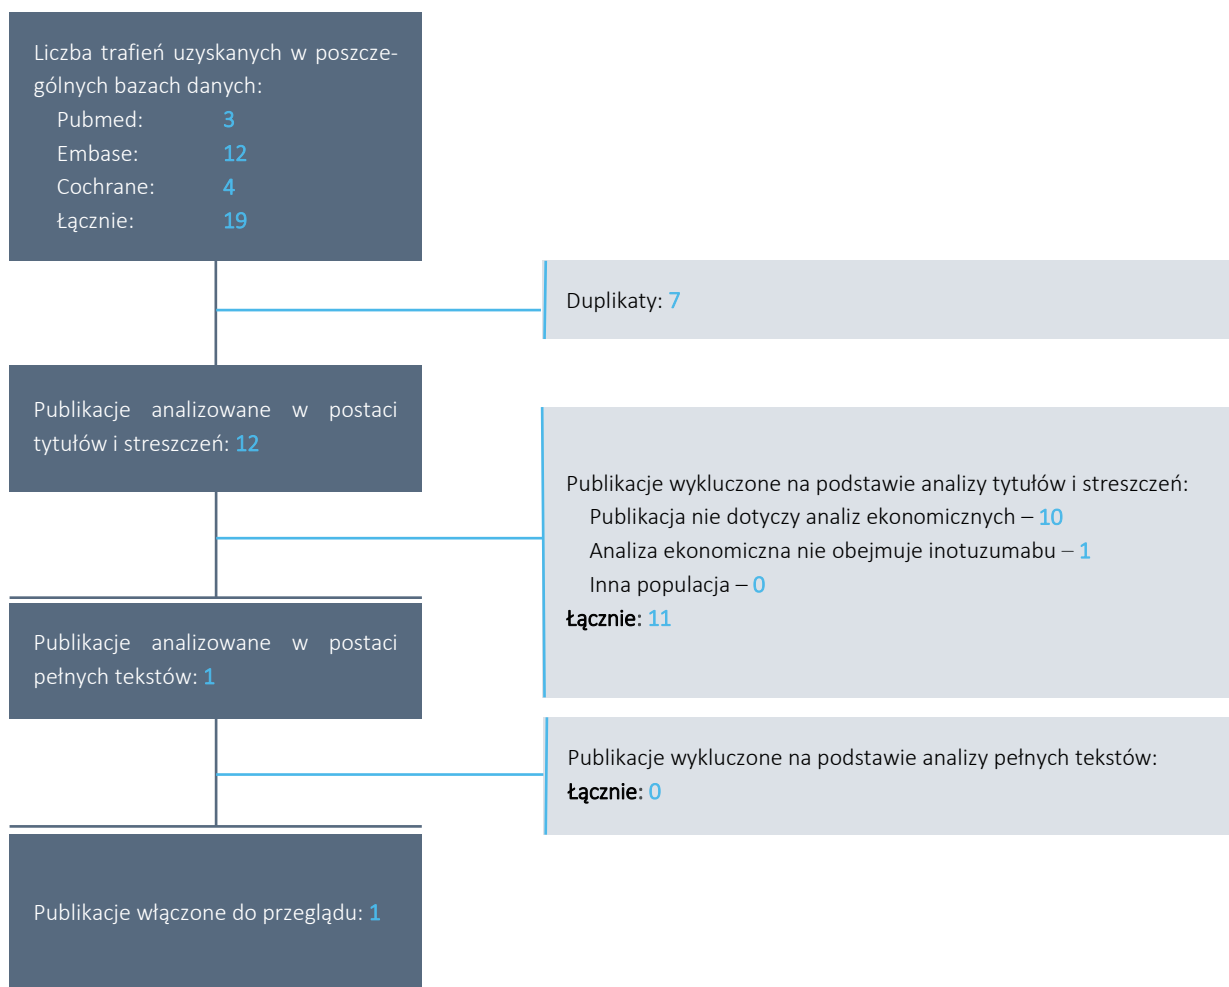 Liczba trafień uzyskanych w poszcze-
gólnych bazach danych:
Pubmed: 3
Embase: 12
Cochrane: 4
Łącznie: 19
Duplikaty: 7
Publikacje analizowane w postaci
tytułów i streszczeń: 12
Publikacje wykluczone na podstawie analizy tytułów i streszczeń:
Publikacja nie dotyczy analiz ekonomicznych – 10
Analiza ekonomiczna nie obejmuje inotuzumabu – 1
Inna populacja – 0
Łącznie: 11
Publikacje analizowane w postaci
pełnych tekstów: 1
Publikacje wykluczone na podstawie analizy pełnych tekstów:
Łącznie: 0
Publikacje włączone do przeglądu: 1